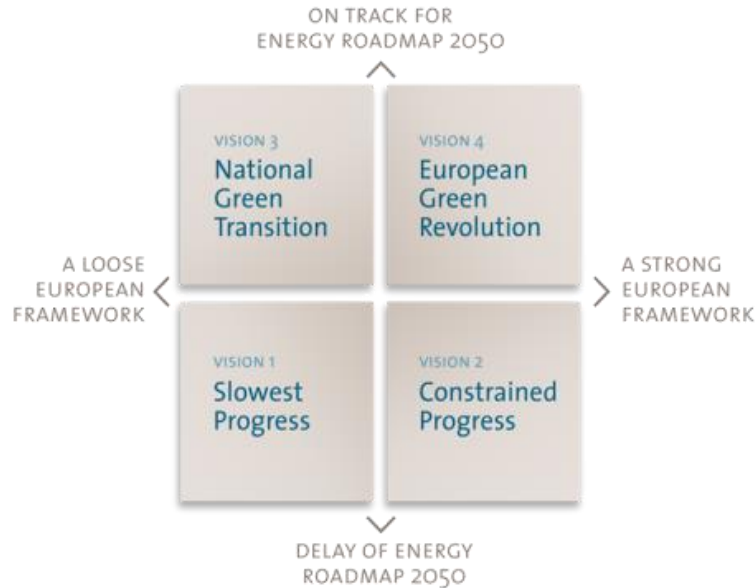 ON TRACK FOR
ENERGY ROADMAP 2050
VISION 3
National
Green
Transition
VISION 4
European
Green
Revolution
A LOOSE
EUROPEAN
FRAMEWORK
A STRONG
EUROPEAN
FRAMEWORK
VISION 1
Slowest
Progress
VISION 2
Constrained
Progress
DELAY OF ENERGY
ROADMAP 2050